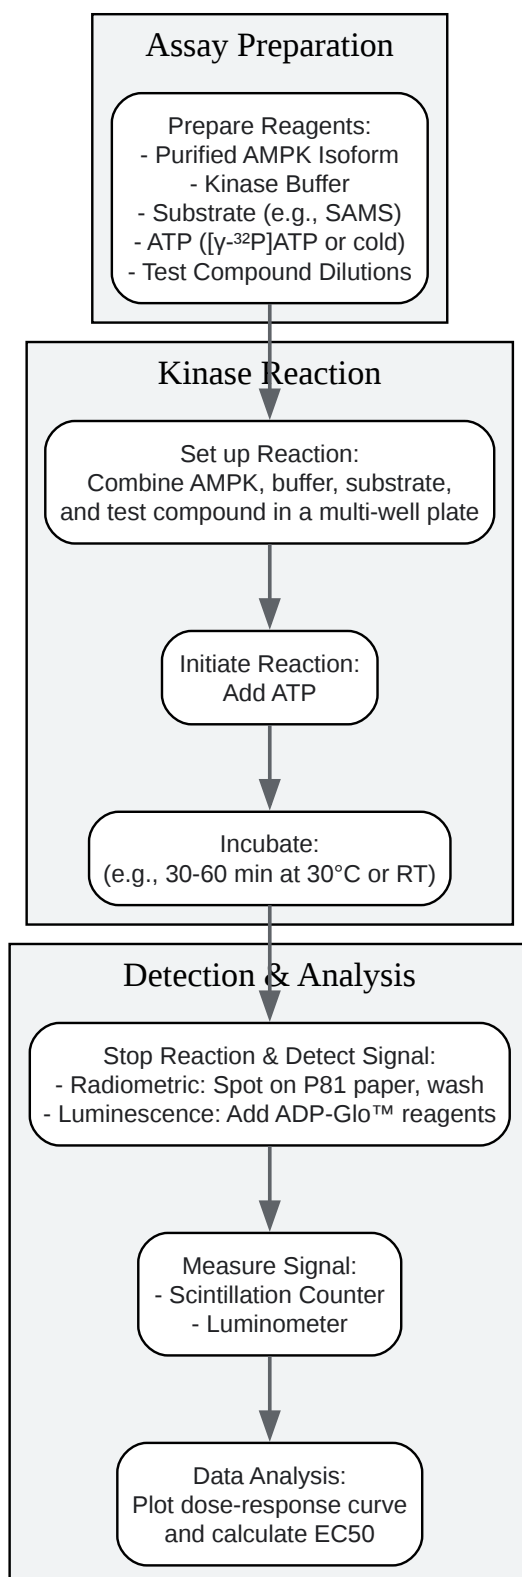 Assay Preparation
Prepare Reagents:
- Purified AMPK Isoform
- Kinase Buffer
- Substrate (e.g., SAMS)
- ATP ([γ-³²P]ATP or cold)
- Test Compound Dilutions
Kinase Reaction
Set up Reaction:
Combine AMPK, buffer, substrate,
and test compound in a multi-well plate
Initiate Reaction:
Add ATP
Incubate:
(e.g., 30-60 min at 30°C or RT)
Detection & Analysis
Stop Reaction & Detect Signal:
- Radiometric: Spot on P81 paper, wash
- Luminescence: Add ADP-Glo™ reagents
Measure Signal:
- Scintillation Counter
- Luminometer
Data Analysis:
Plot dose-response curve
and calculate EC50